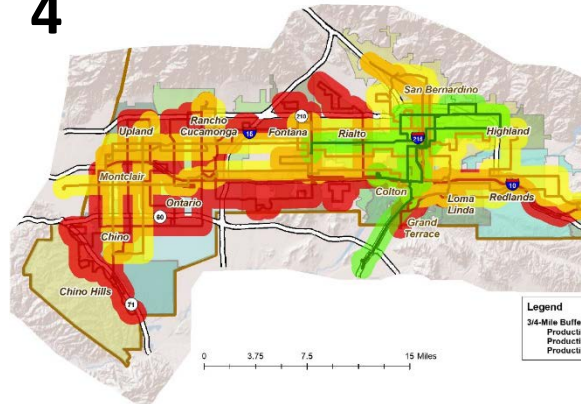 4
San Bernardino
Rancho
Cucamonga
210
Upland
15
Fontana
Rialto
Highland
215
Montclair
Colton
10
Ontario
Loma
Linda
Redlands
60
Grand
Terrace
Chino
Chino Hills
71
Legend
3/4-Mile Buffe
Producti
Producti
Producti
0 3.75 7.5 15 Miles